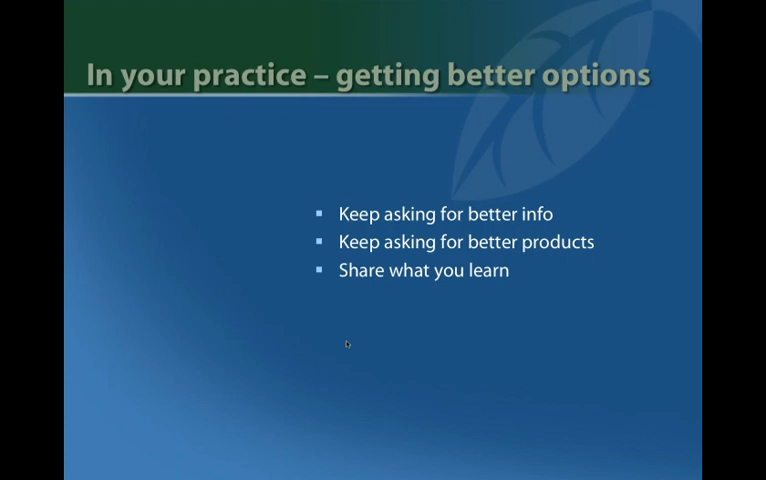 In your practice – getting better options
Keep asking for better info
Keep asking for better products
Share what you learn